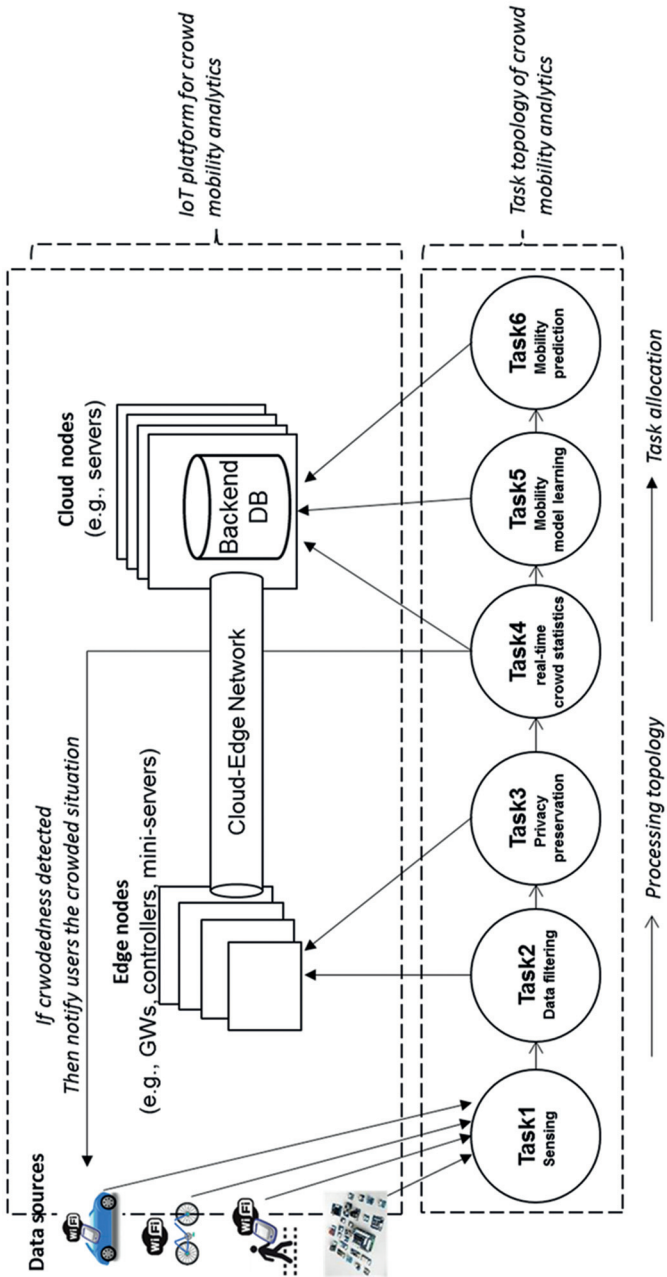 Data sources
WiFi
WiFi
WiFi
If crwodedness detected
Then notify users the crowded situation
Edge nodes
(e.g., GWs, controllers, mini-servers)
Cloud-Edge Network
Cloud nodes
(e.g., servers)
Backend
DB
IoT platform for crowd
mobility analytics
Task1
Sensing
Task2
Data filtering
Task3
Privacy
preservation
Task4
real-time
crowd statistics
Task5
Mobility
model learning
Task6
Mobility
prediction
Task topology of crowd
mobility analytics
Processing topology
Task allocation